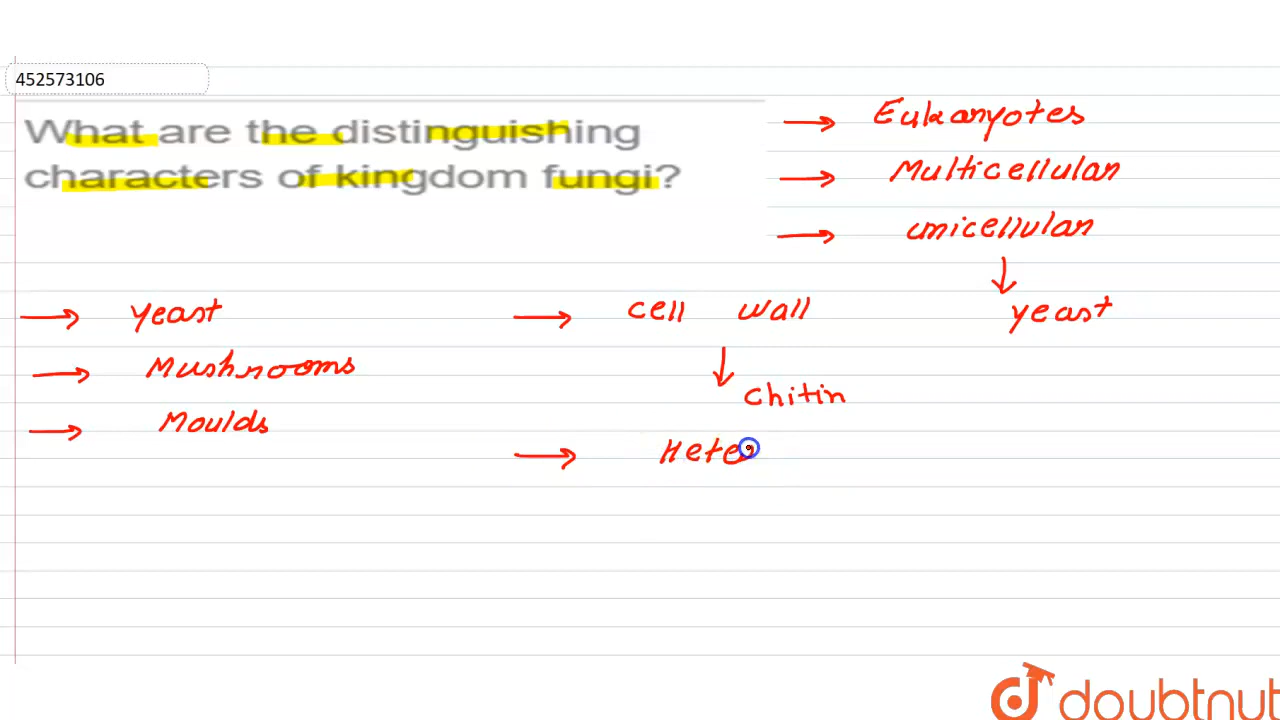 452573106
What are the distinguishing
characters of kingdom fungi?
→ Eukaryotes
→ Multicellular
→ unicellular
↓
→ Yeast
→ cell wall
Yeast
→ Mushrooms
↓
Chitin
→ Moulds
→ Hete
doubtnut